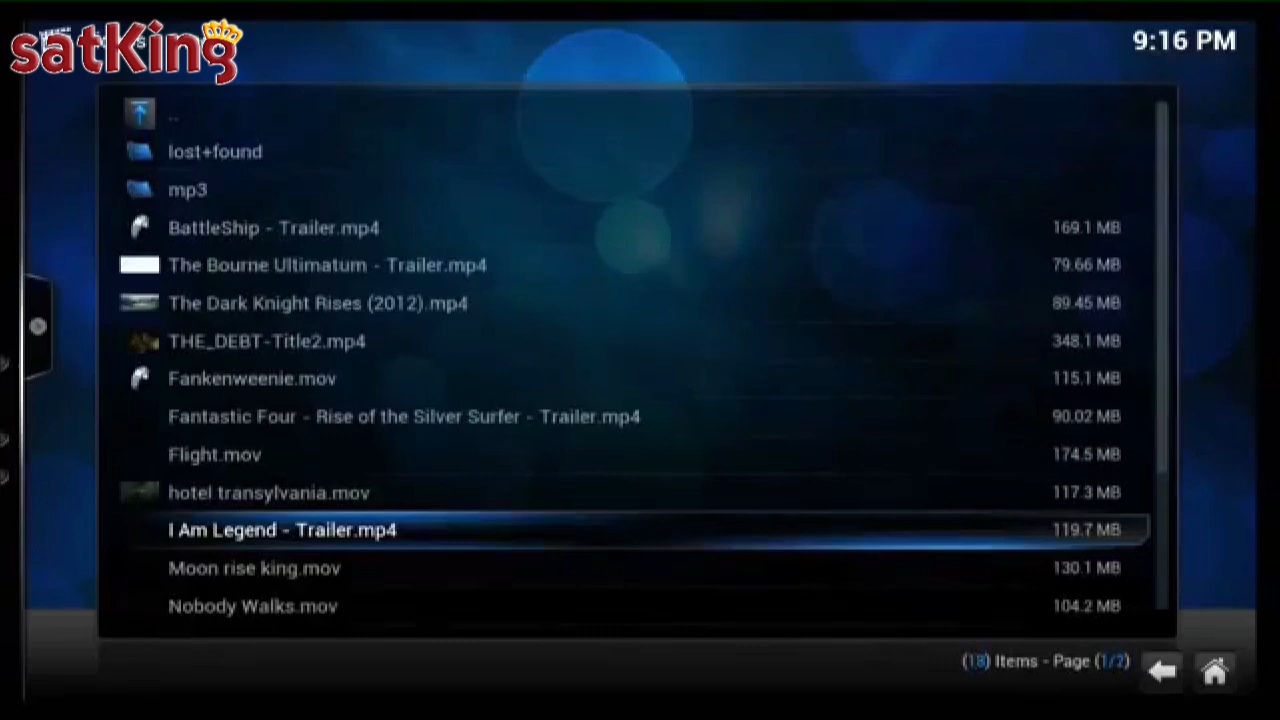 satKing
9:16 PM
..
lost+found
mp3
BattleShip - Trailer.mp4 169.1 MB
The Bourne Ultimatum - Trailer.mp4 79.66 MB
The Dark Knight Rises (2012).mp4 89.45 MB
THE_DEBT-Title2.mp4 348.1 MB
Fankenweenie.mov 115.1 MB
Fantastic Four - Rise of the Silver Surfer - Trailer.mp4 90.02 MB
Flight.mov 174.5 MB
hotel transylvania.mov 117.3 MB
I Am Legend - Trailer.mp4 119.7 MB
Moon rise king.mov 130.1 MB
Nobody Walks.mov 104.2 MB
(18) Items - Page (1/2)